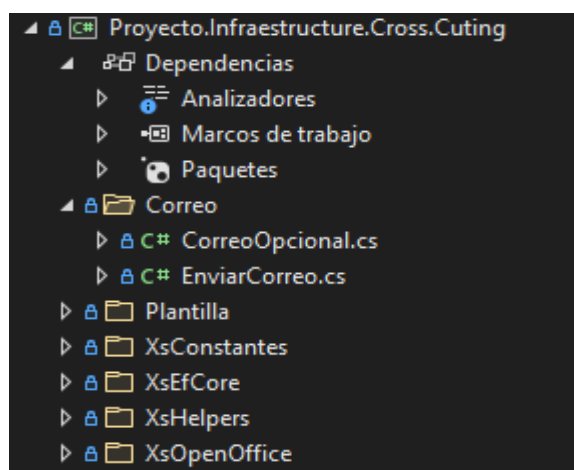 C# Proyecto.Infraestructure.Cross.Cuting
Dependencias
Analizadores
Marcos de trabajo
Paquetes
Correo
C# CorreoOpcional.cs
C# EnviarCorreo.cs
Plantilla
XsConstantes
XsEfCore
XsHelpers
XsOpenOffice